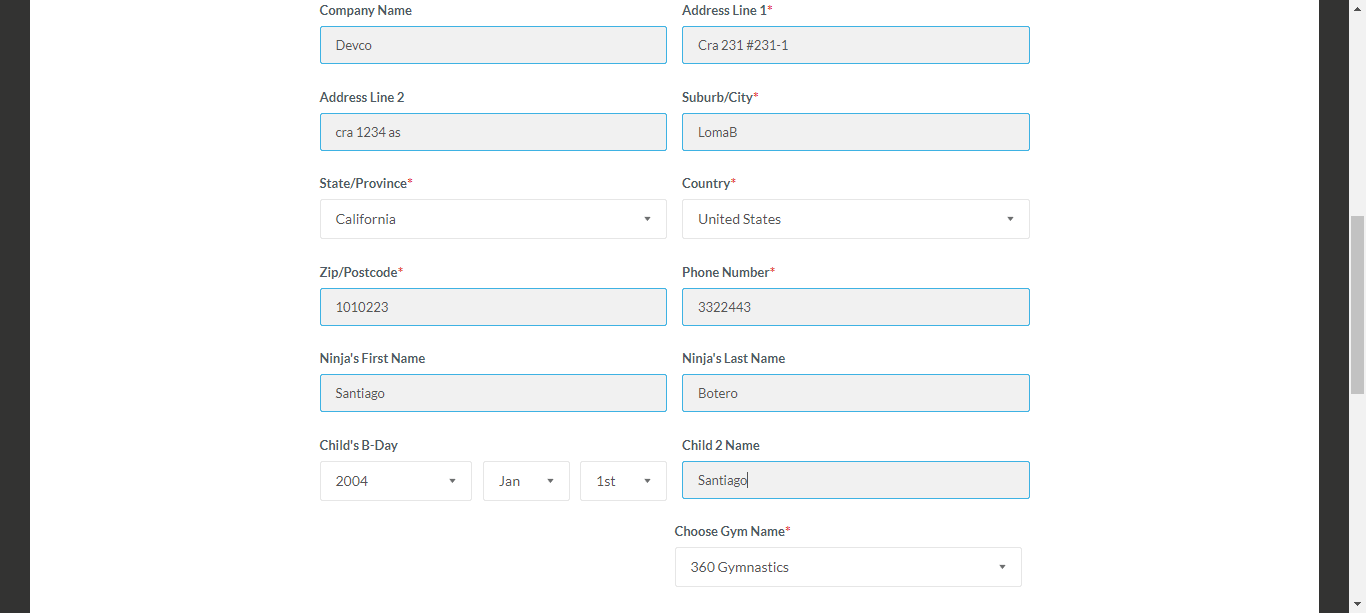 Company Name Address Line 1*
Devco Cra 231 #231-1
Address Line 2 Suburb/City*
cra 1234 as LomaB
State/Province* Country*
California United States
Zip/Postcode* Phone Number*
1010223 3322443
Ninja's First Name Ninja's Last Name
Santiago Botero
Child's B-Day Child 2 Name
2004 Jan 1st Santiago
Choose Gym Name*
360 Gymnastics